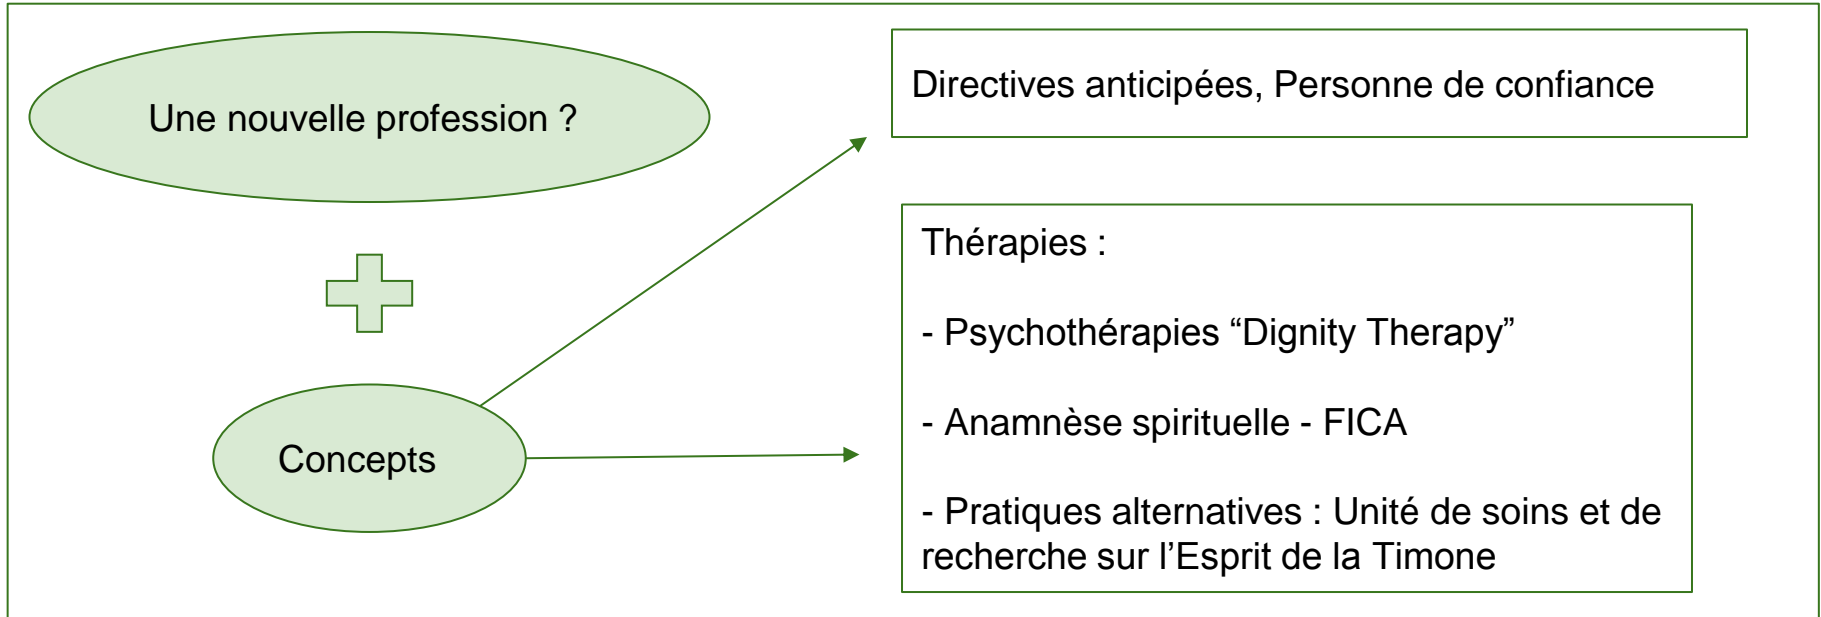 Une nouvelle profession ?
Concepts
Directives anticipées, Personne de confiance
Thérapies :
- Psychothérapies “Dignity Therapy”
- Anamnèse spirituelle - FICA
- Pratiques alternatives : Unité de soins et de
recherche sur l’Esprit de la Timone